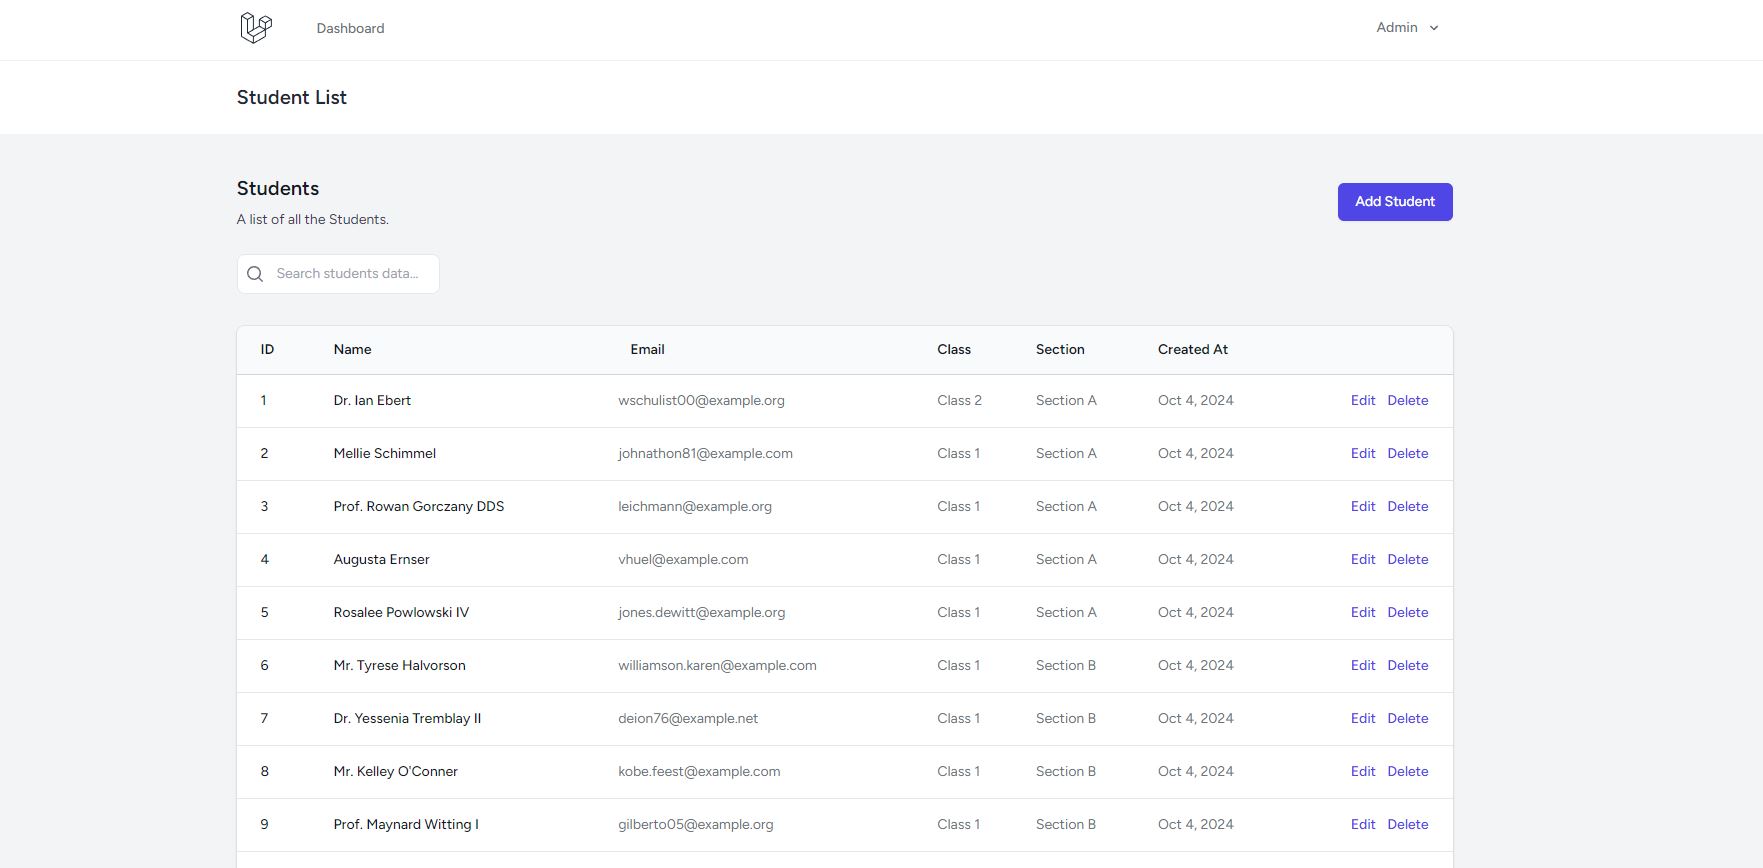 Dashboard Admin
Student List
Students
Add Student
A list of all the Students.
Search students data...
ID Name Email Class Section Created At
1 Dr. Ian Ebert wschulist00@example.org Class 2 Section A Oct 4, 2024 Edit Delete
2 Mellie Schimmel johnathon81@example.com Class 1 Section A Oct 4, 2024 Edit Delete
3 Prof. Rowan Gorczany DDS leichmann@example.org Class 1 Section A Oct 4, 2024 Edit Delete
4 Augusta Ernser vhuel@example.com Class 1 Section A Oct 4, 2024 Edit Delete
5 Rosalee Powlowski IV jones.dewitt@example.org Class 1 Section A Oct 4, 2024 Edit Delete
6 Mr. Tyrese Halvorson williamson.karen@example.com Class 1 Section B Oct 4, 2024 Edit Delete
7 Dr. Yessenia Tremblay II deion76@example.net Class 1 Section B Oct 4, 2024 Edit Delete
8 Mr. Kelley O'Conner kobe.feest@example.com Class 1 Section B Oct 4, 2024 Edit Delete
9 Prof. Maynard Witting I gilberto05@example.org Class 1 Section B Oct 4, 2024 Edit Delete